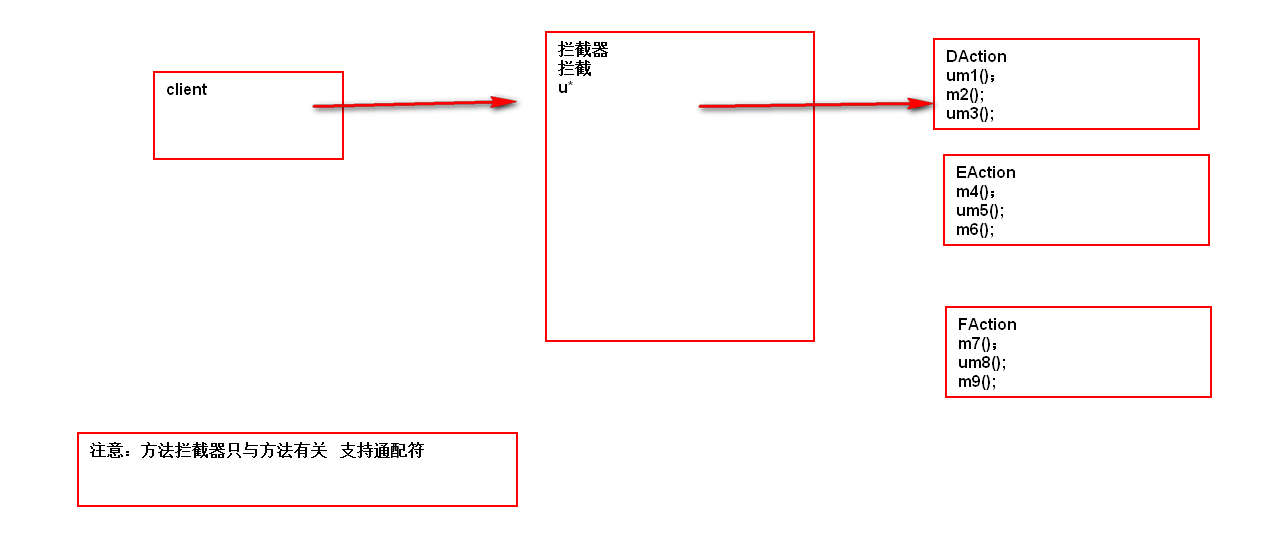 client
拦截器
拦截
u*
DAction
um1();
m2();
um3();
EAction
m4();
um5();
m6();
FAction
m7();
um8();
m9();
注意：方法拦截器只与方法有关 支持通配符